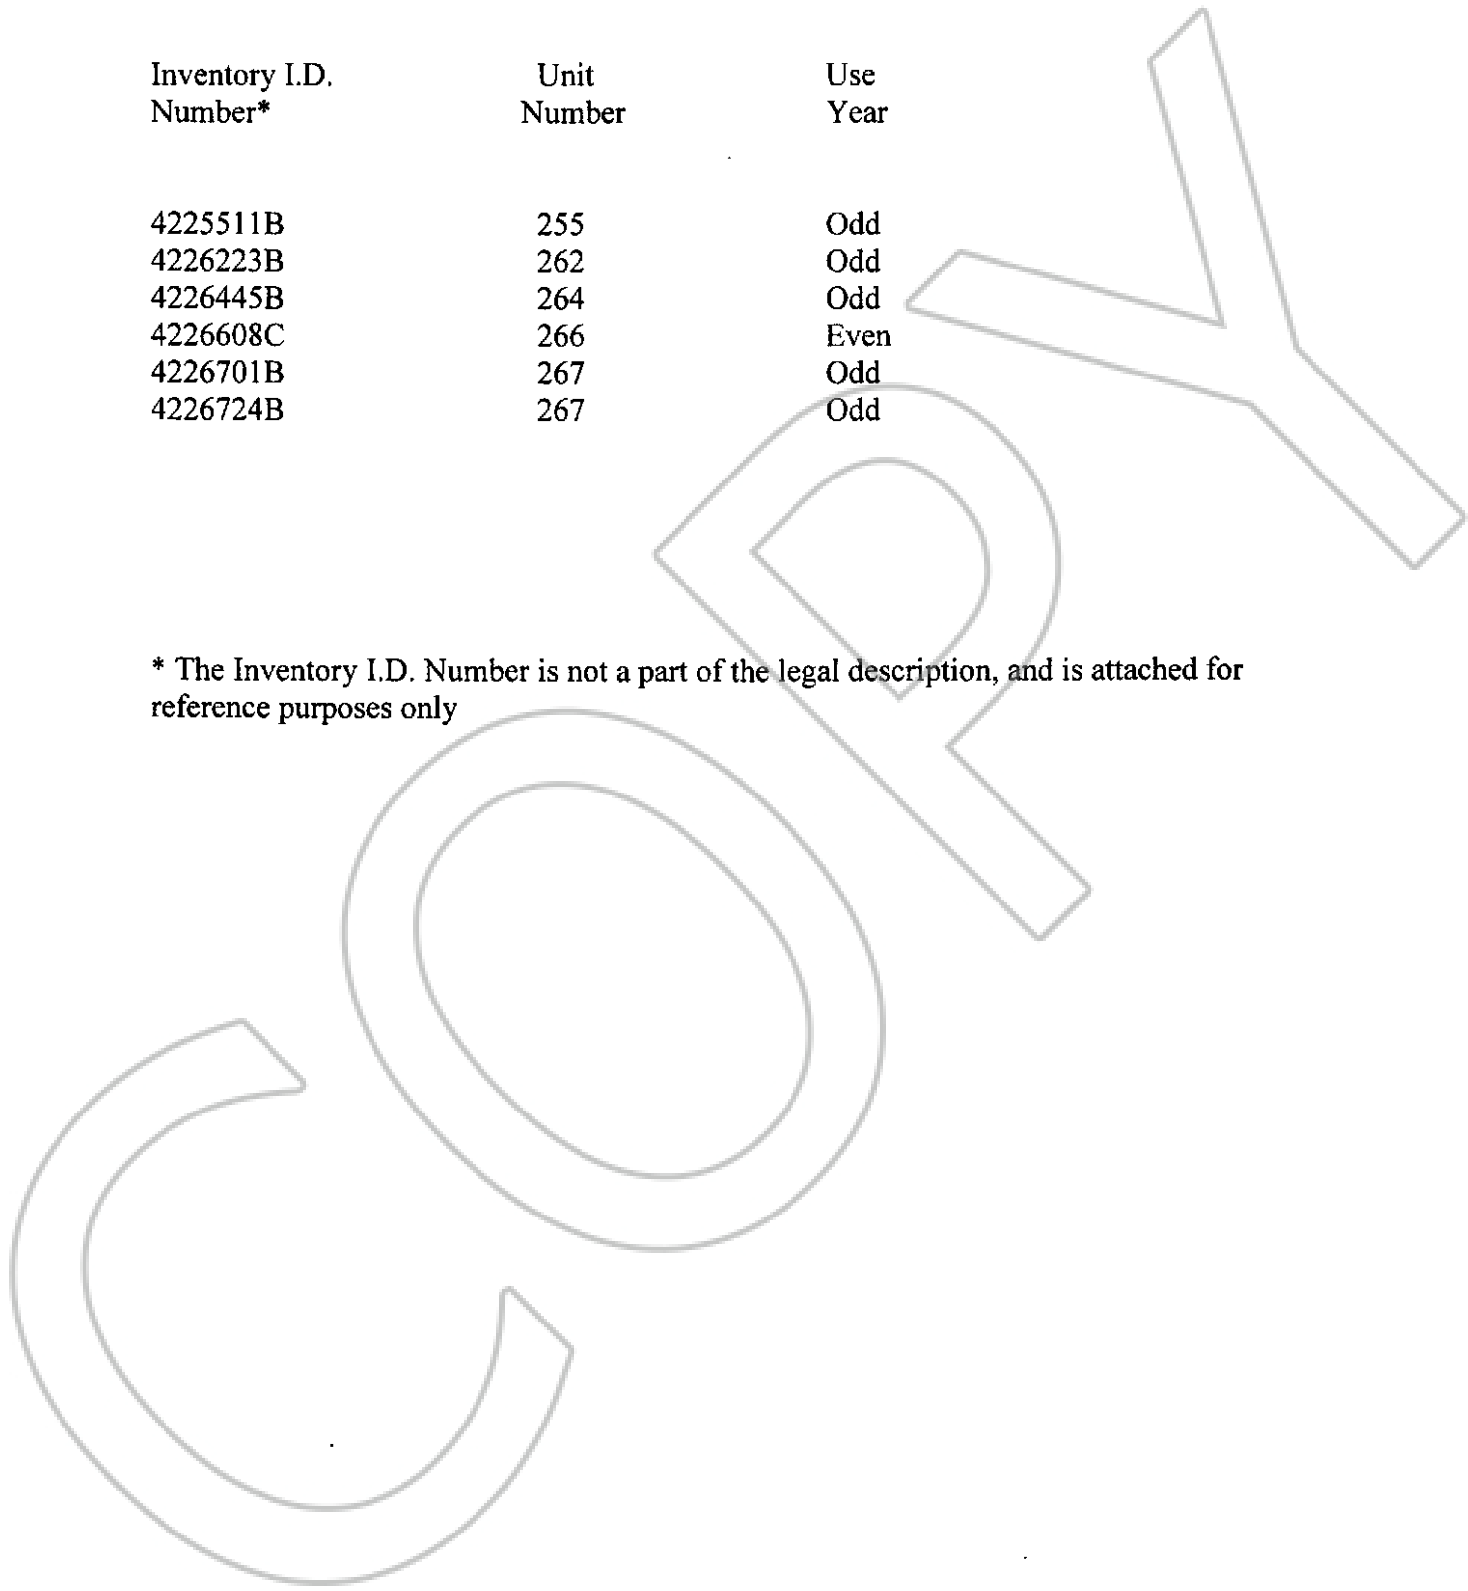 Inventory I.D. Unit Use
Number* Number Year
4225511B 255 Odd
4226223B 262 Odd
4226445B 264 Odd
4226608C 266 Even
4226701B 267 Odd
4226724B 267 Odd
* The Inventory I.D. Number is not a part of the legal description, and is attached for
reference purposes only
COPY